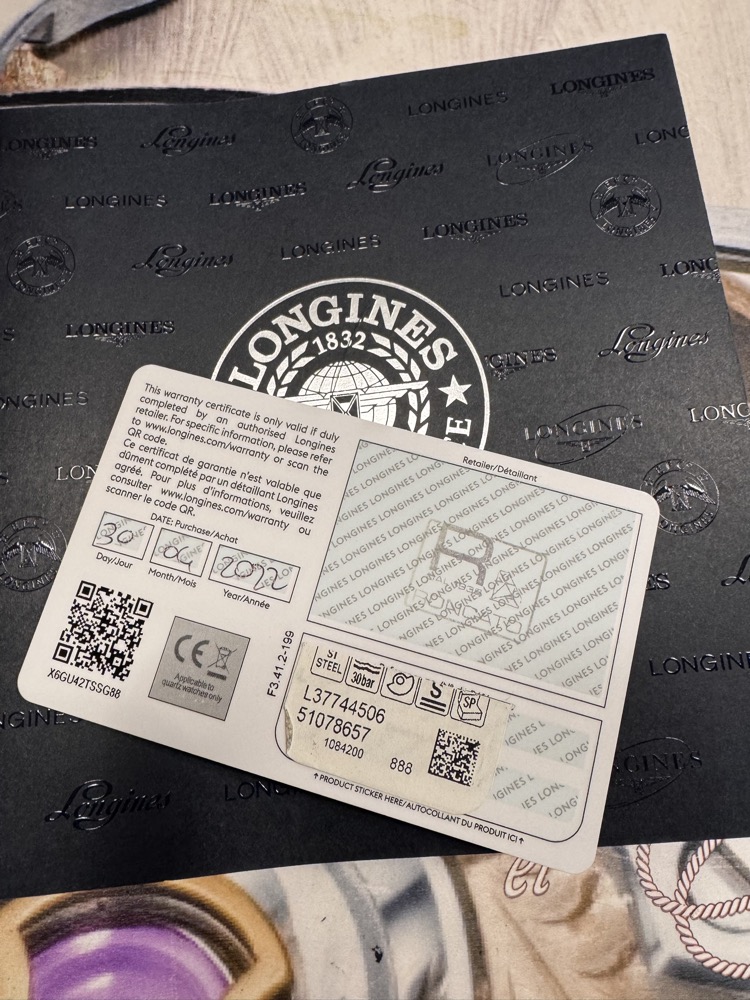 LONGINES
1832
This warranty certificate is only valid if duly
completed by an authorised Longines
retailer. For specific information, please refer
to www.longines.com/warranty or scan the
QR code.
Ce certificat de garantie n'est valable que
dûment complété par un détaillant Longines
agréé. Pour plus d'informations, veuillez
consulter www.longines.com/warranty ou
scanner le code QR.
DATE: Purchase/Achat
30 04 2022
Day/Jour Month/Mois Year/Année
X6GU42TSSG88
CE
Applicable to
quartz watches only
F3.41.2-199
Retailer/Détaillant
R
RONCATO
ST
STEEL
30bar
S
SP
L37744506
51078657
1084200 888
↑ PRODUCT STICKER HERE/AUTOCOLLANT DU PRODUIT ICI ↑
el